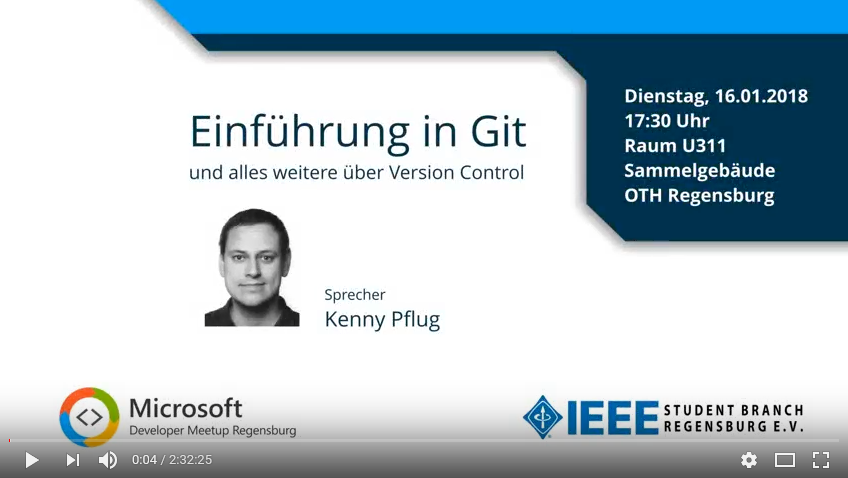 Dienstag, 16.01.2018
17:30 Uhr
Raum U311
Sammelgebäude
OTH Regensburg
Einführung in Git
und alles weitere über Version Control
Sprecher
Kenny Pflug
Microsoft
Developer Meetup Regensburg
IEEE STUDENT BRANCH
REGENSBURG E.V.
0:04 / 2:32:25